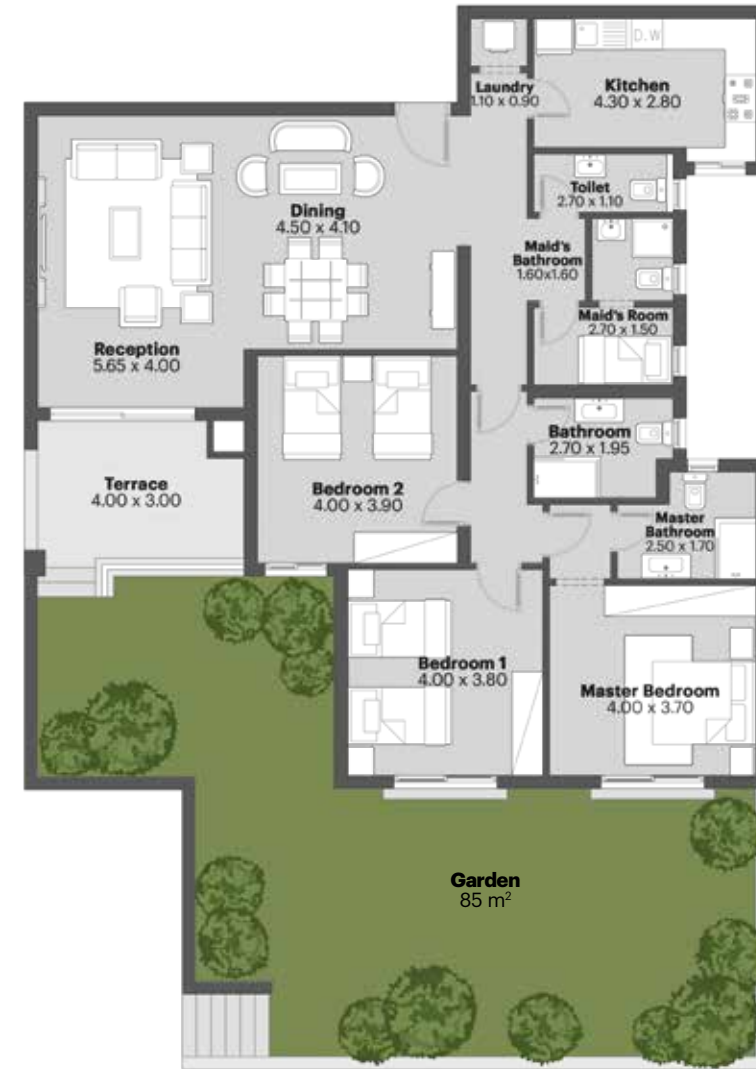 D.W
Kitchen
4.30 x 2.80
Laundry
1.10 x 0.90
Toilet
2.70 x 1.10
Dining
4.50 x 4.10
Maid's
Bathroom
1.60x1.60
Maid's Room
2.70 x 1.50
Reception
5.65 x 4.00
Bathroom
2.70 x 1.95
Terrace
4.00 x 3.00
Bedroom 2
4.00 x 3.90
Master
Bathroom
2.50 x 1.70
Bedroom 1
4.00 x 3.80
Master Bedroom
4.00 x 3.70
Garden
85 m²